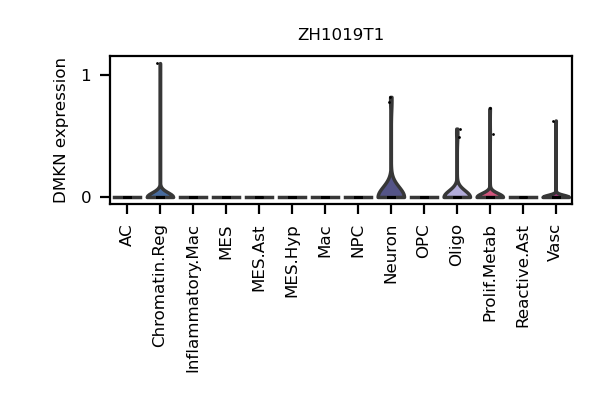 ZH1019T1
DMKN expression
1
0
AC
Chromatin.Reg
Inflammatory.Mac
MES
MES.Ast
MES.Hyp
Mac
NPC
Neuron
OPC
Oligo
Prolif.Metab
Reactive.Ast
Vasc